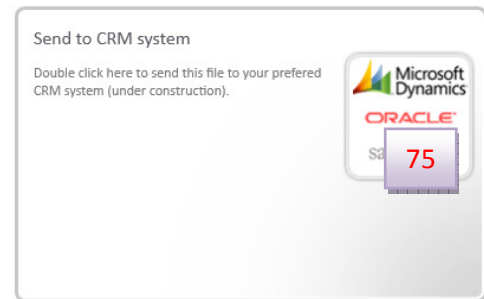 Send to CRM system
Double click here to send this file to your prefered
CRM system (under construction).
Microsoft
Dynamics
ORACLE
75